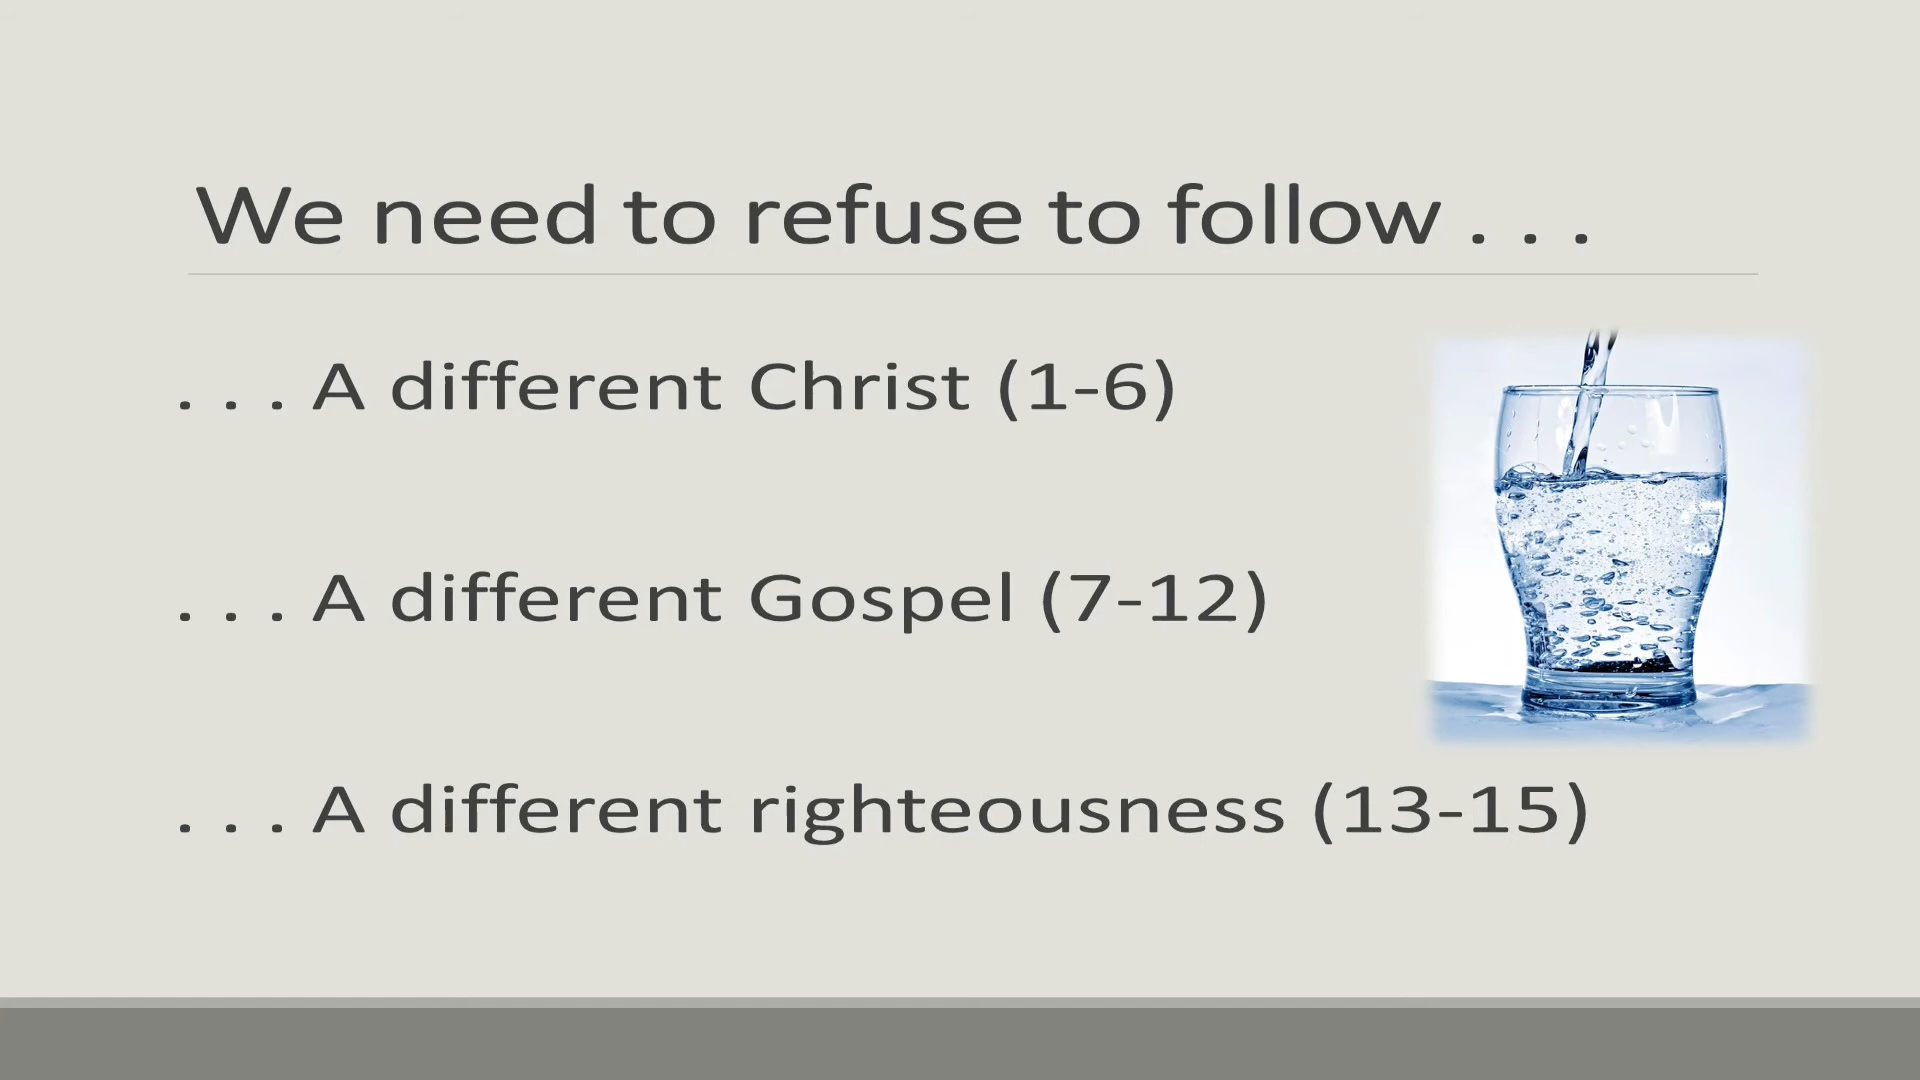 We need to refuse to follow . . .
. . . A different Christ (1-6)
. . . A different Gospel (7-12)
. . . A different righteousness (13-15)